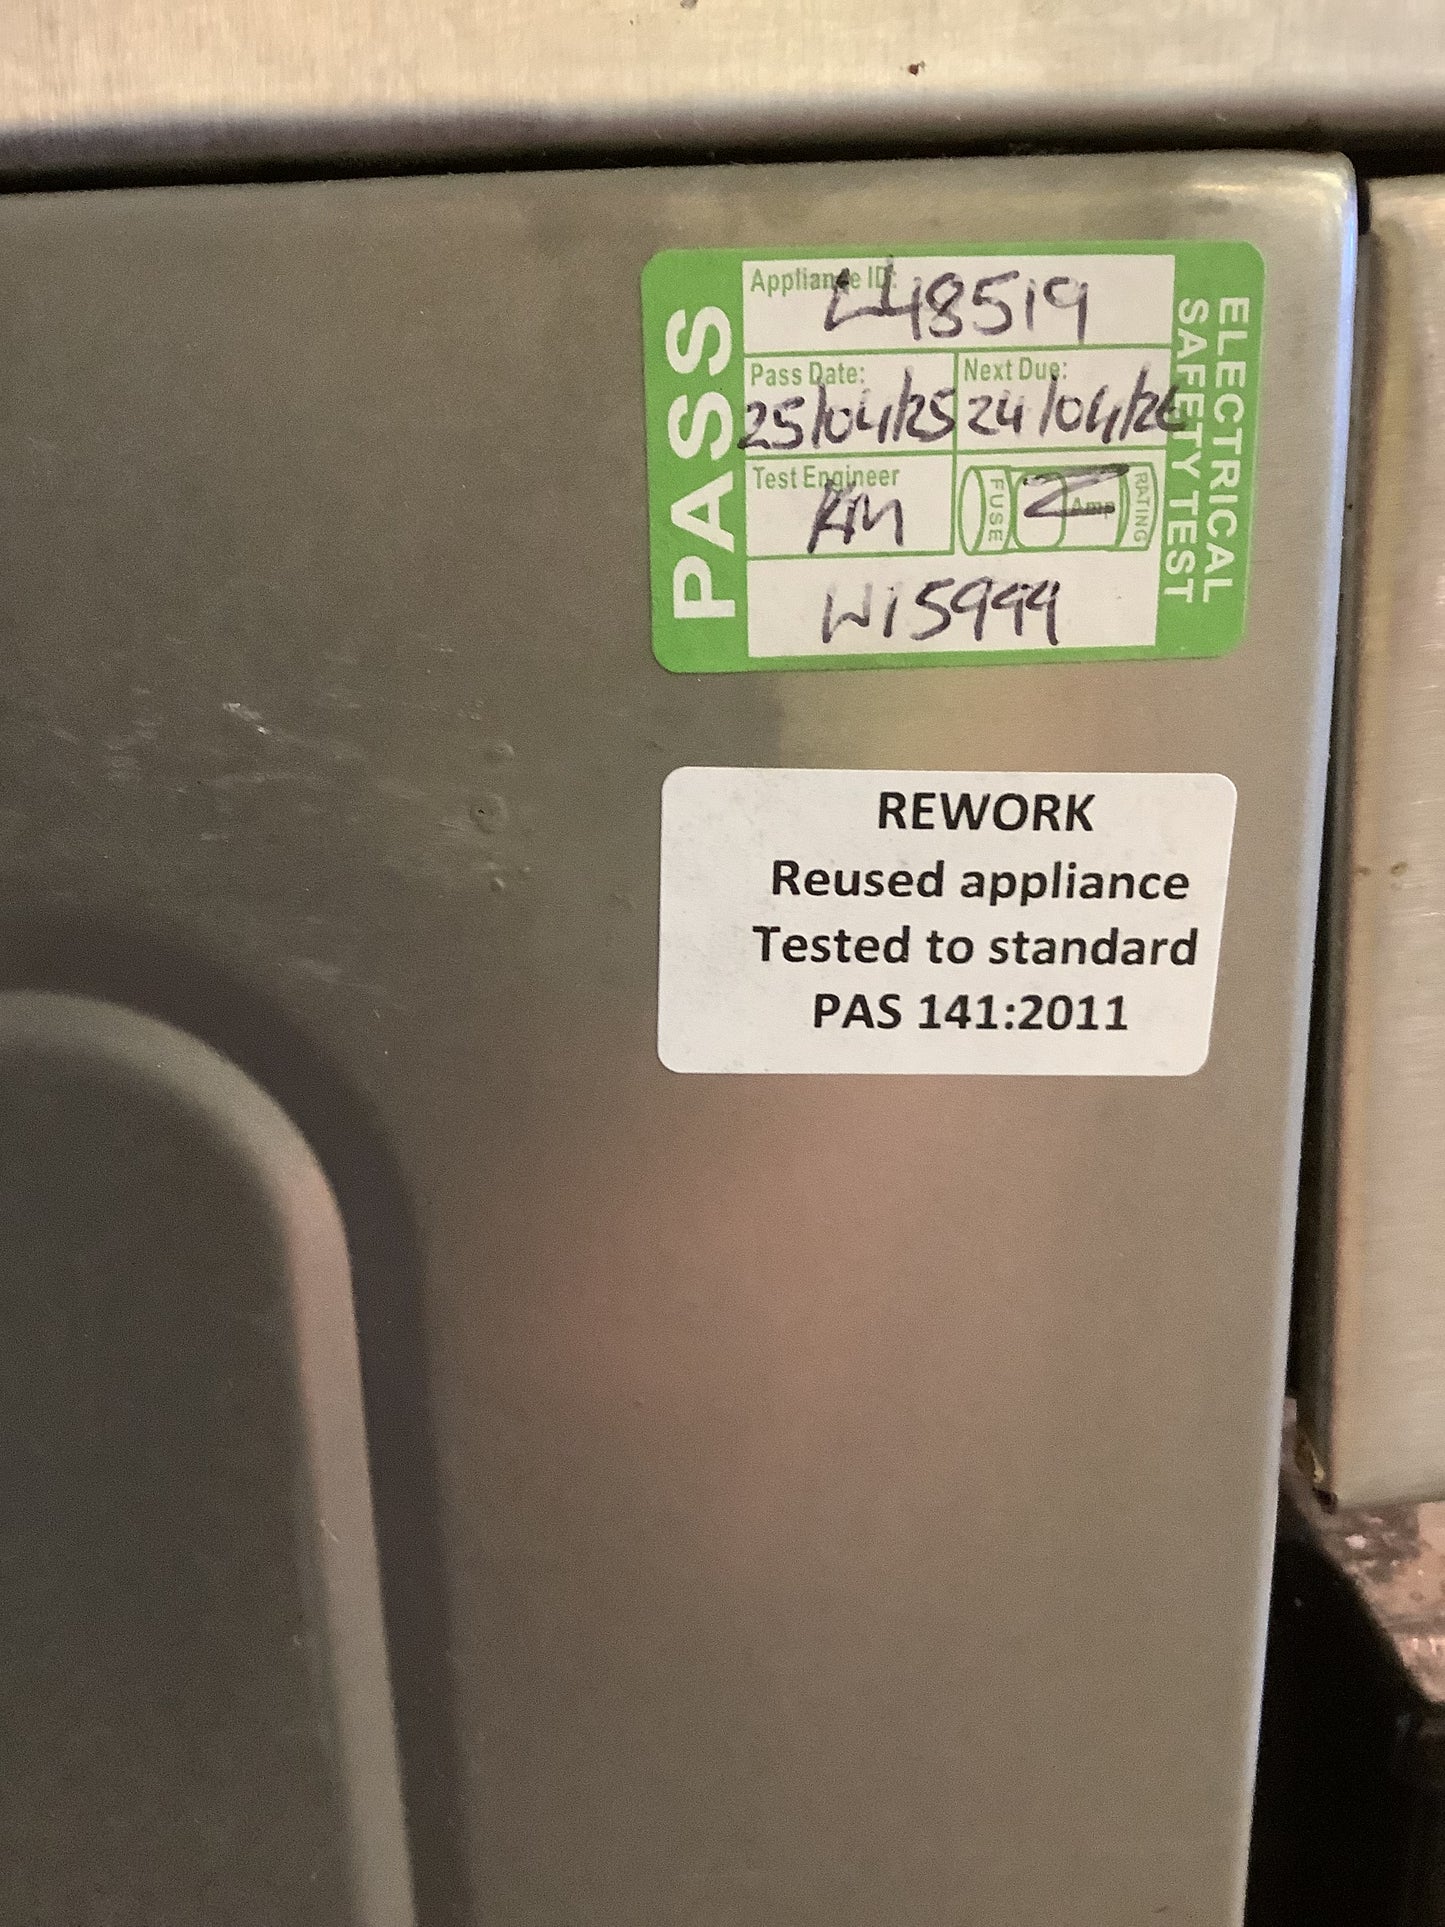 PASS
Appliance ID:
L48519
Pass Date:
25/04/25
Next Due:
24/04/26
Test Engineer
KM
FUSE
Amp
RATING
W15999
ELECTRICAL
SAFETY TEST
REWORK
Reused appliance
Tested to standard
PAS 141:2011